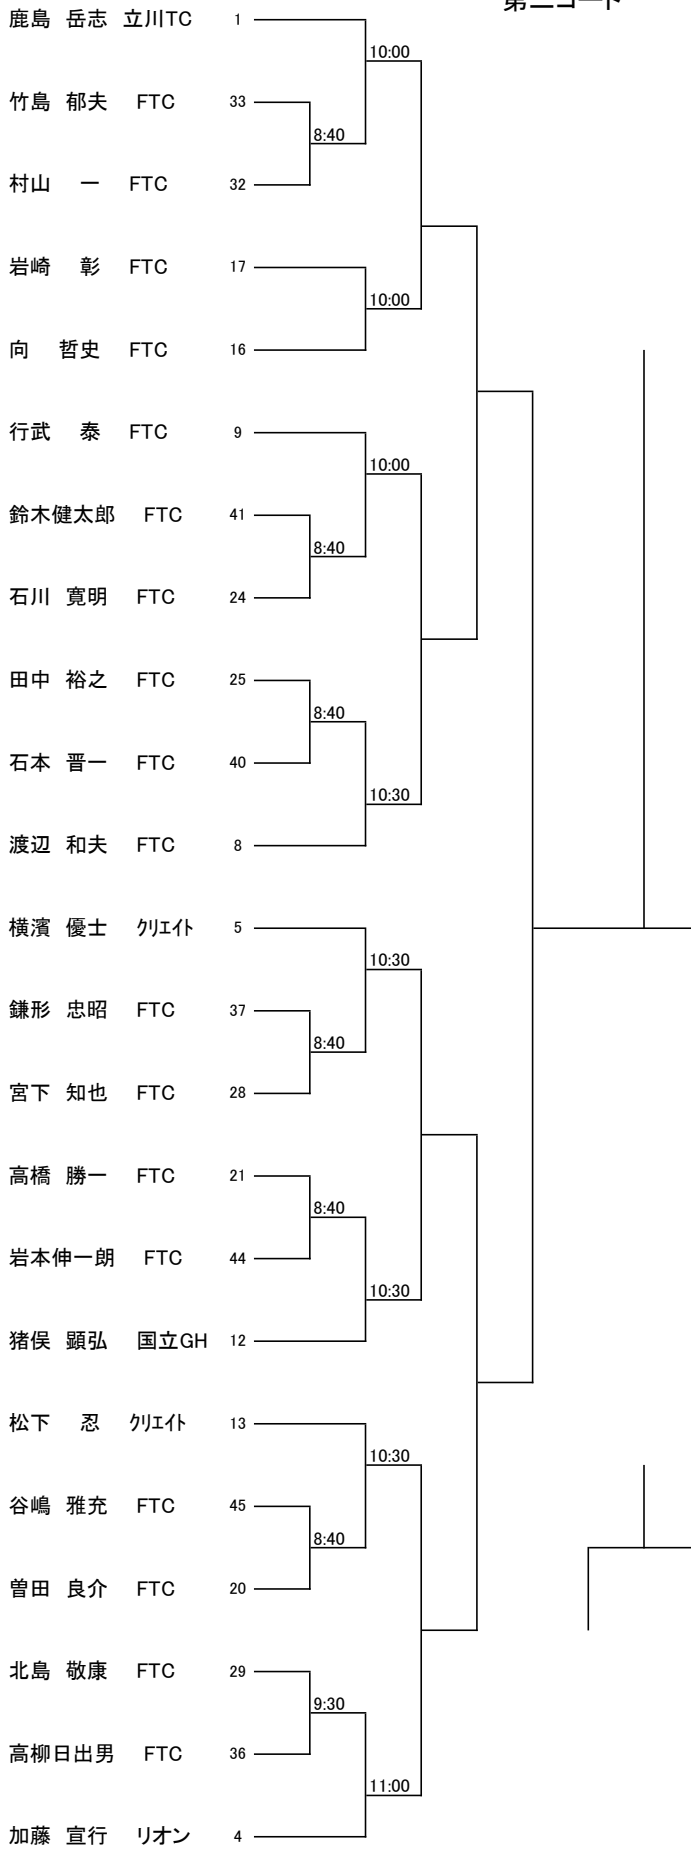 第二コート
鹿島 岳志 立川TC 1
10:00
竹島 郁夫 FTC 33
8:40
村山 一 FTC 32
岩崎 彰 FTC 17
10:00
向 哲史 FTC 16
行武 泰 FTC 9
10:00
鈴木健太郎 FTC 41
8:40
石川 寛明 FTC 24
田中 裕之 FTC 25
8:40
石本 晋一 FTC 40
10:30
渡辺 和夫 FTC 8
横濱 優士 ｸﾘｴｲﾄ 5
10:30
鎌形 忠昭 FTC 37
8:40
宮下 知也 FTC 28
高橋 勝一 FTC 21
8:40
岩本伸一朗 FTC 44
10:30
猪俣 顕弘 国立GH 12
松下 忍 ｸﾘｴｲﾄ 13
10:30
谷嶋 雅充 FTC 45
8:40
曽田 良介 FTC 20
北島 敬康 FTC 29
9:30
高柳日出男 FTC 36
11:00
加藤 宣行 リオン 4